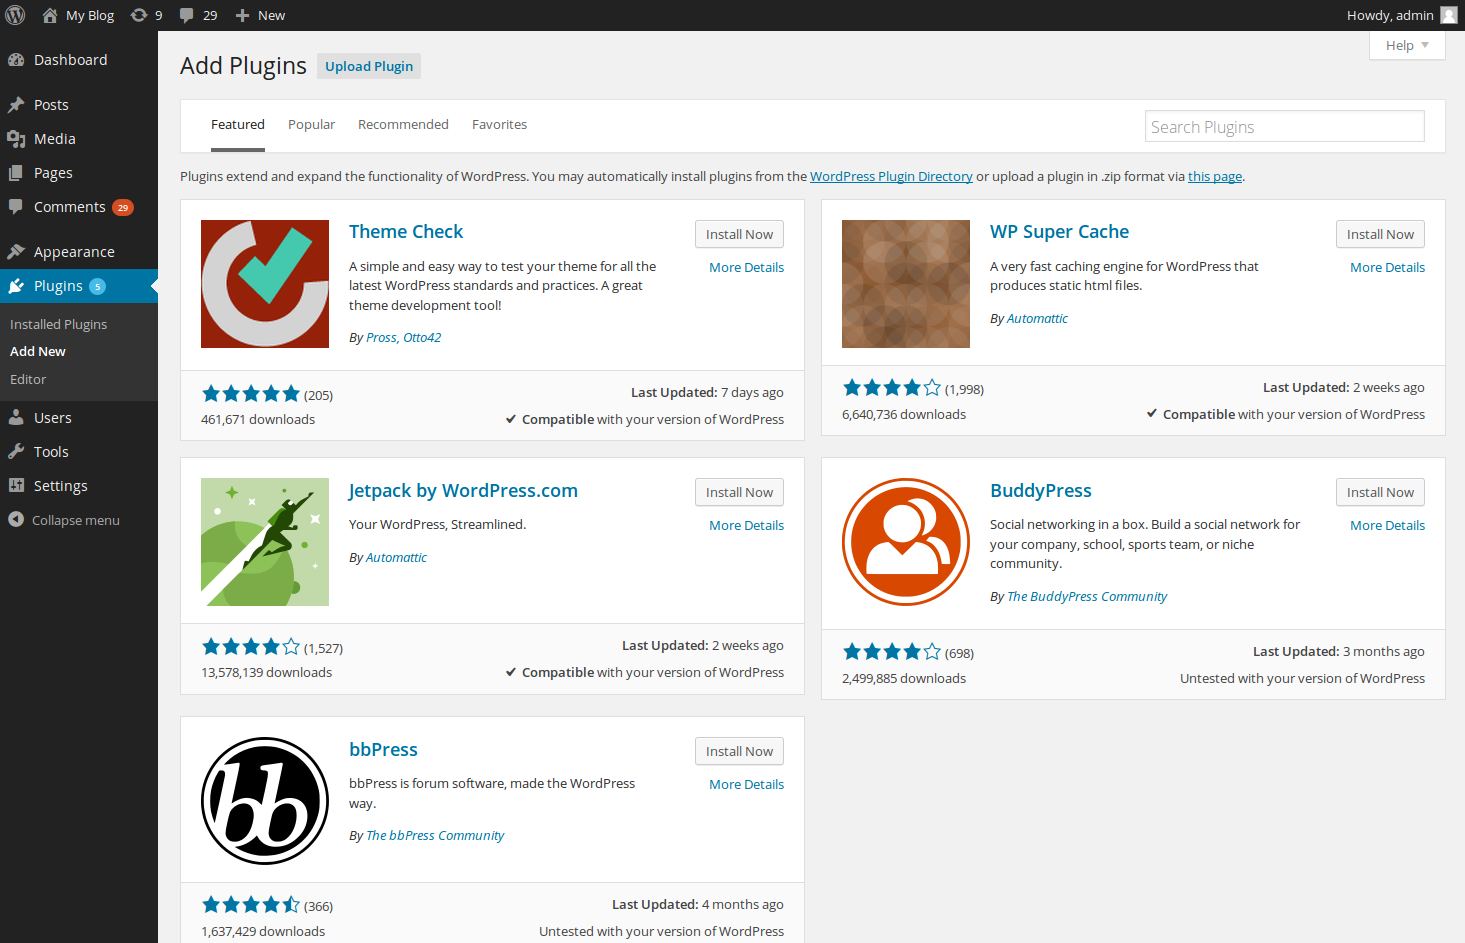 My Blog 9 29 New Howdy, admin
Help
Dashboard
Posts
Media
Pages
Comments 29
Appearance
Plugins 5
Installed Plugins
Add New
Editor
Users
Tools
Settings
Collapse menu
Add Plugins Upload Plugin
Featured Popular Recommended Favorites Search Plugins
Plugins extend and expand the functionality of WordPress. You may automatically install plugins from the WordPress Plugin Directory or upload a plugin in .zip format via this page.
Theme Check
Install Now
More Details
A simple and easy way to test your theme for all the
latest WordPress standards and practices. A great
theme development tool!
By Pross, Otto42
(205)
461,671 downloads
Last Updated: 7 days ago
Compatible with your version of WordPress
WP Super Cache
Install Now
More Details
A very fast caching engine for WordPress that
produces static html files.
By Automattic
(1,998)
6,640,736 downloads
Last Updated: 2 weeks ago
Compatible with your version of WordPress
Jetpack by WordPress.com
Install Now
More Details
Your WordPress, Streamlined.
By Automattic
(1,527)
13,578,139 downloads
Last Updated: 2 weeks ago
Compatible with your version of WordPress
BuddyPress
Install Now
More Details
Social networking in a box. Build a social network for
your company, school, sports team, or niche
community.
By The BuddyPress Community
(698)
2,499,885 downloads
Last Updated: 3 months ago
Untested with your version of WordPress
bb
bbPress
Install Now
More Details
bbPress is forum software, made the WordPress
way.
By The bbPress Community
(366)
1,637,429 downloads
Last Updated: 4 months ago
Untested with your version of WordPress